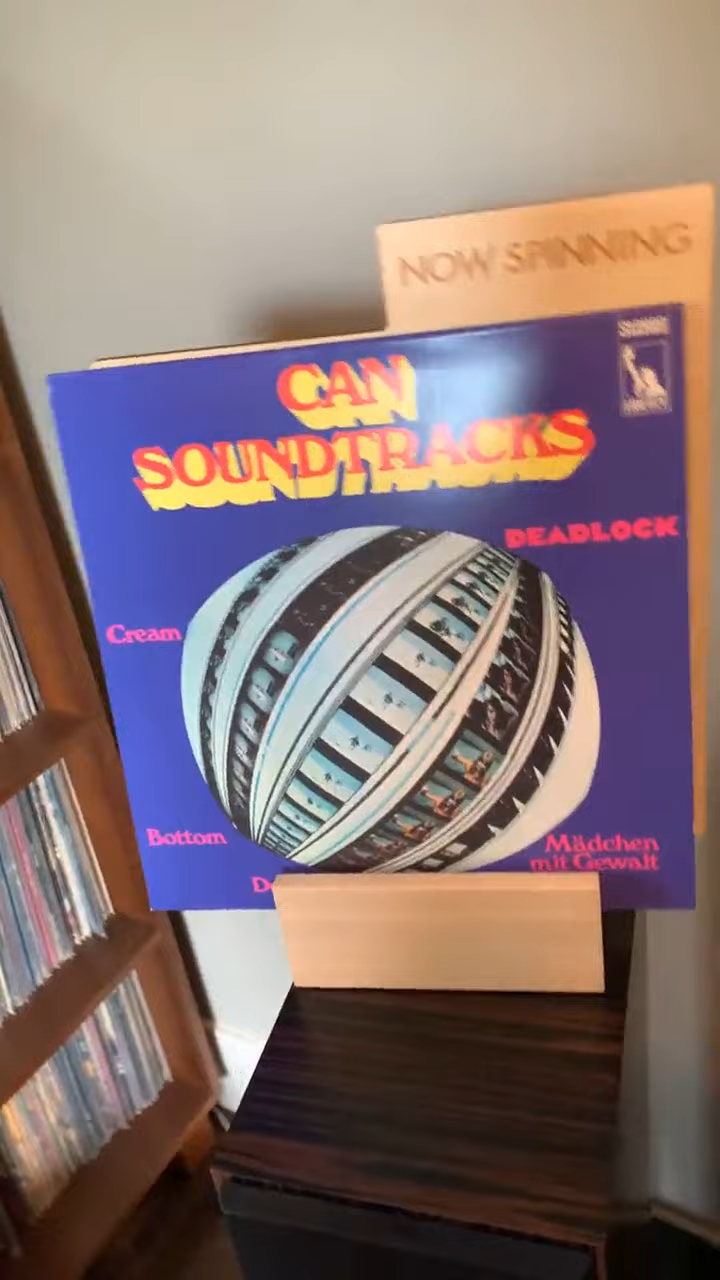 NOW SPINNING
CAN
SOUNDTRACKS
DEADLOCK
Cream
Bottom
Mädchen
mit Gewalt